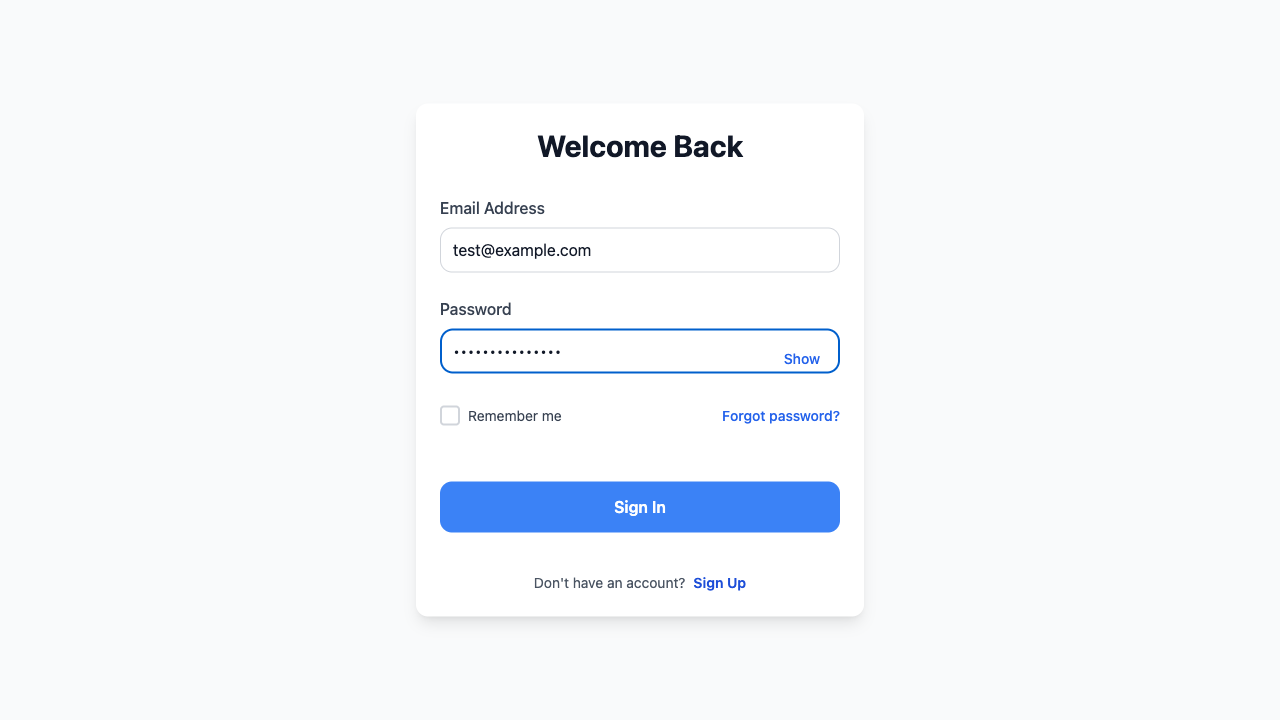 Welcome Back
Email Address
test@example.com
Password
•••••••••••••••
Show
Remember me
Forgot password?
Sign In
Don't have an account? Sign Up